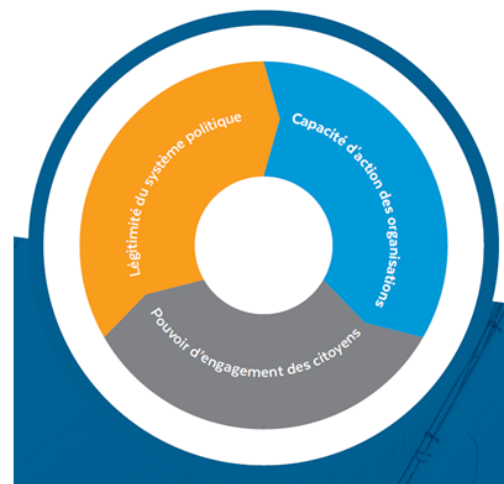 Légitimité du système politique
Capacité d'action des organisations
Pouvoir d'engagement des citoyens